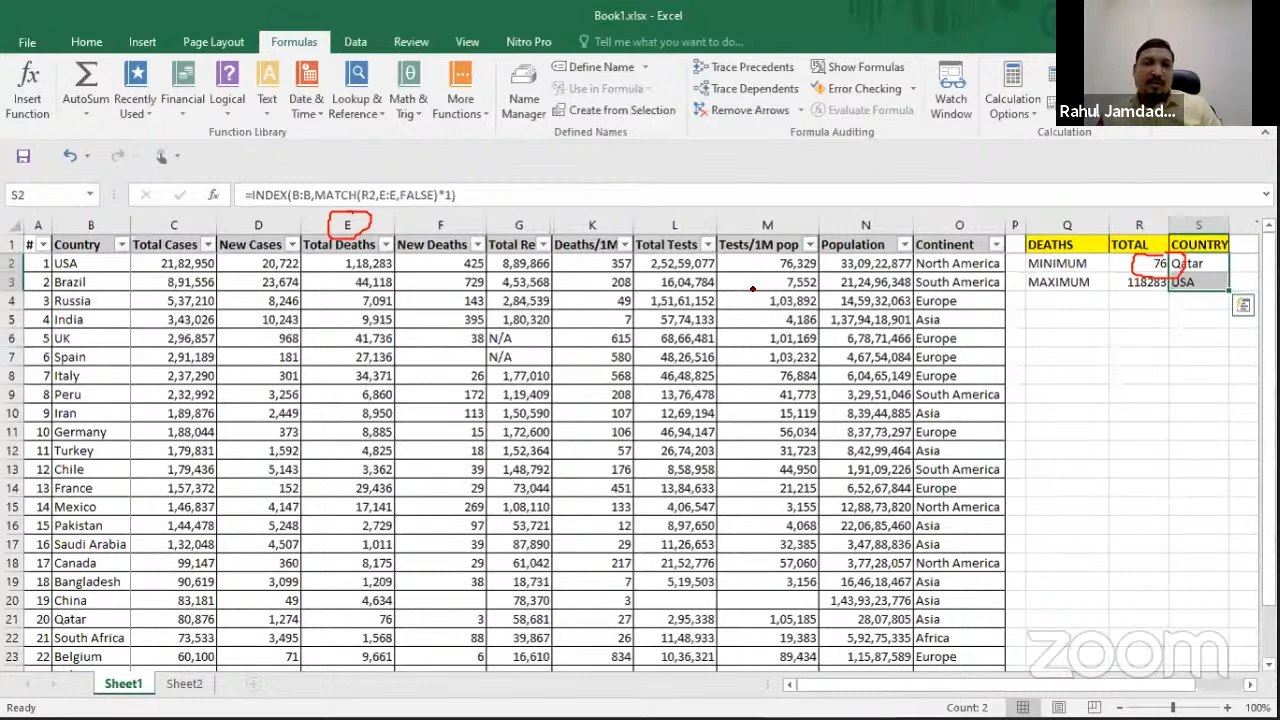 Book1.xlsx - Excel
File Home Insert Page Layout Formulas Data Review View Nitro Pro Tell me what you want to do...
Insert Function AutoSum Recently Used Financial Logical Text Date & Time Lookup & Reference Math & Trig More Functions Function Library
Name Manager Define Name Use in Formula Create from Selection Defined Names
Trace Precedents Trace Dependents Remove Arrows Show Formulas Error Checking Evaluate Formula Formula Auditing
Watch Window Calculation Options Calculation
Rahul Jamdad...
S2 fx =INDEX(B:B,MATCH(R2,E:E,FALSE)*1)
A B C D E F G K L M N O P Q R S
1 # Country Total Cases New Cases Total Deaths New Deaths Total Re Deaths/1M Total Tests Tests/1M pop Population Continent DEATHS TOTAL COUNTRY
2 1 USA 21,82,950 20,722 1,18,283 425 8,89,866 357 2,52,59,077 76,329 33,09,22,877 North America MINIMUM 76 Qatar
3 2 Brazil 8,91,556 23,674 44,118 729 4,53,568 208 16,04,784 7,552 21,24,96,348 South America MAXIMUM 118283 USA
4 3 Russia 5,37,210 8,246 7,091 143 2,84,539 49 1,51,61,152 1,03,892 14,59,32,063 Europe
5 4 India 3,43,026 10,243 9,915 395 1,80,320 7 57,74,133 4,186 1,37,94,18,901 Asia
6 5 UK 2,96,857 968 41,736 38 N/A 615 68,66,481 1,01,169 6,78,71,466 Europe
7 6 Spain 2,91,189 181 27,136 N/A 580 48,26,516 1,03,232 4,67,54,084 Europe
8 7 Italy 2,37,290 301 34,371 26 1,77,010 568 46,48,825 76,884 6,04,65,149 Europe
9 8 Peru 2,32,992 3,256 6,860 172 1,19,409 208 13,76,478 41,773 3,29,51,046 South America
10 9 Iran 1,89,876 2,449 8,950 113 1,50,590 107 12,69,194 15,119 8,39,44,885 Asia
11 10 Germany 1,88,044 373 8,885 15 1,72,600 106 46,94,147 56,034 8,37,73,297 Europe
12 11 Turkey 1,79,831 1,592 4,825 18 1,52,364 57 26,74,203 31,723 8,42,99,464 Asia
13 12 Chile 1,79,436 5,143 3,362 39 1,48,792 176 8,58,958 44,950 1,91,09,226 South America
14 13 France 1,57,372 152 29,436 29 73,044 451 13,84,633 21,215 6,52,67,844 Europe
15 14 Mexico 1,46,837 4,147 17,141 269 1,08,110 133 4,06,547 3,155 12,88,73,820 North America
16 15 Pakistan 1,44,478 5,248 2,729 97 53,721 12 8,97,650 4,068 22,06,85,460 Asia
17 16 Saudi Arabia 1,32,048 4,507 1,011 39 87,890 29 11,26,653 32,385 3,47,88,836 Asia
18 17 Canada 99,147 360 8,175 29 61,042 217 21,52,776 57,060 3,77,28,057 North America
19 18 Bangladesh 90,619 3,099 1,209 38 18,731 7 5,19,503 3,156 16,46,18,467 Asia
20 19 China 83,181 49 4,634 78,370 3 1,43,93,23,776 Asia
21 20 Qatar 80,876 1,274 76 3 58,681 27 2,95,338 1,05,185 28,07,805 Asia
22 21 South Africa 73,533 3,495 1,568 88 39,867 26 11,48,933 19,383 5,92,75,335 Africa
23 22 Belgium 60,100 71 9,661 6 16,610 834 10,36,321 89,434 1,15,87,589 Europe
zoom
Sheet1 Sheet2
Ready Count: 2 100%